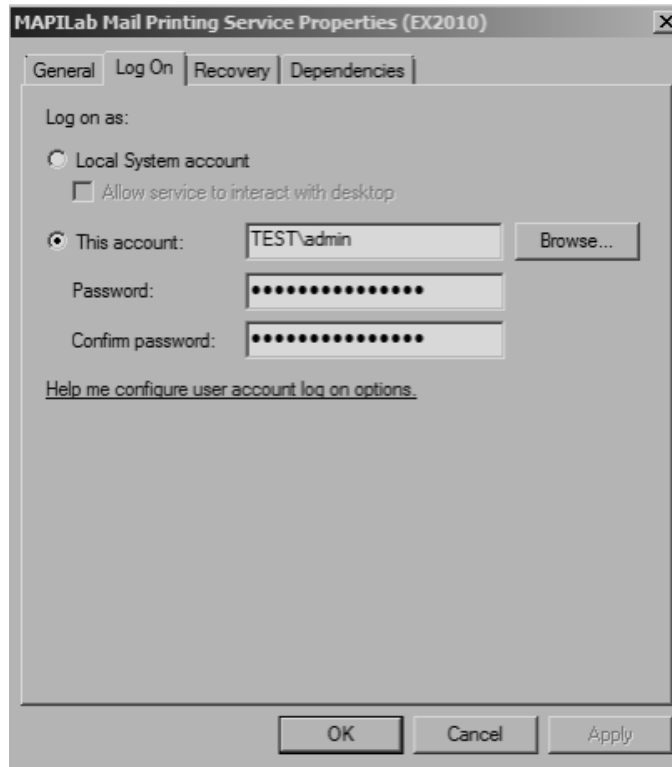 MAPILab Mail Printing Service Properties (EX2010)
General Log On Recovery Dependencies
Log on as:
Local System account
Allow service to interact with desktop
This account: TEST\admin Browse...
Password: •••••••••••••••
Confirm password: •••••••••••••••
Help me configure user account log on options.
OK Cancel Apply